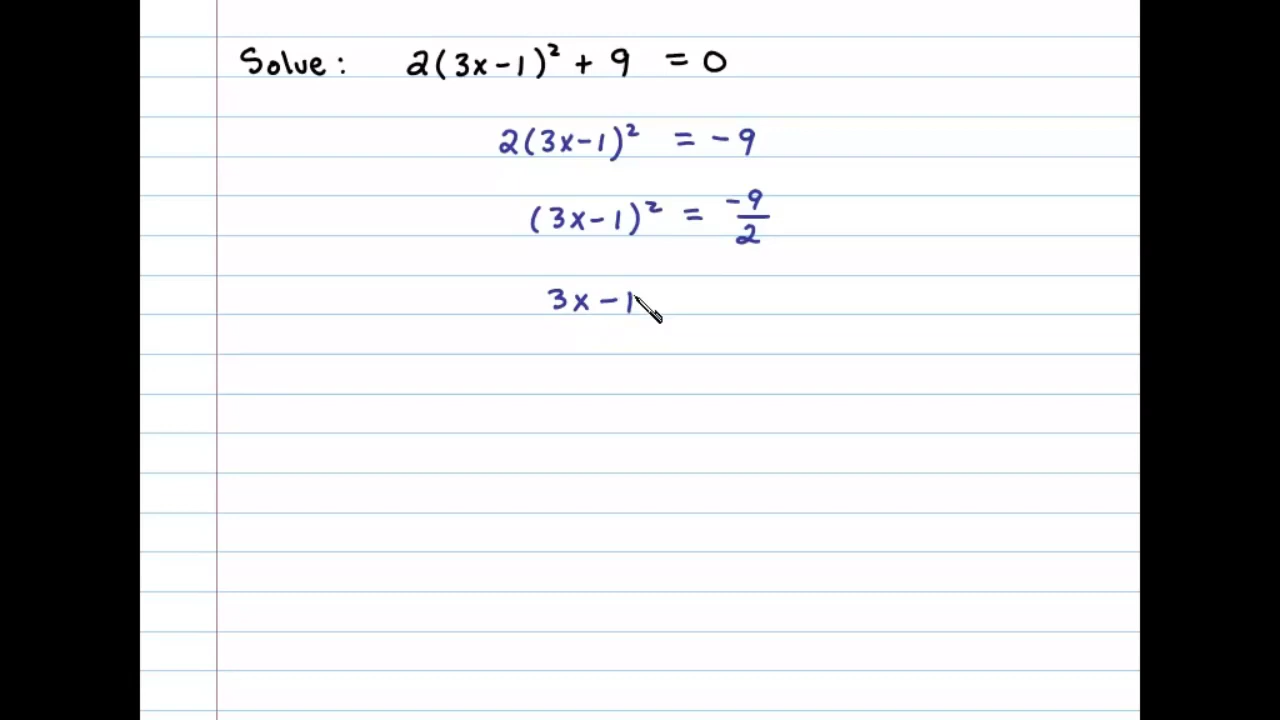 Solve: 2(3x-1)² + 9 = 0
2(3x-1)² = -9
(3x-1)² = -9/2
3x-1